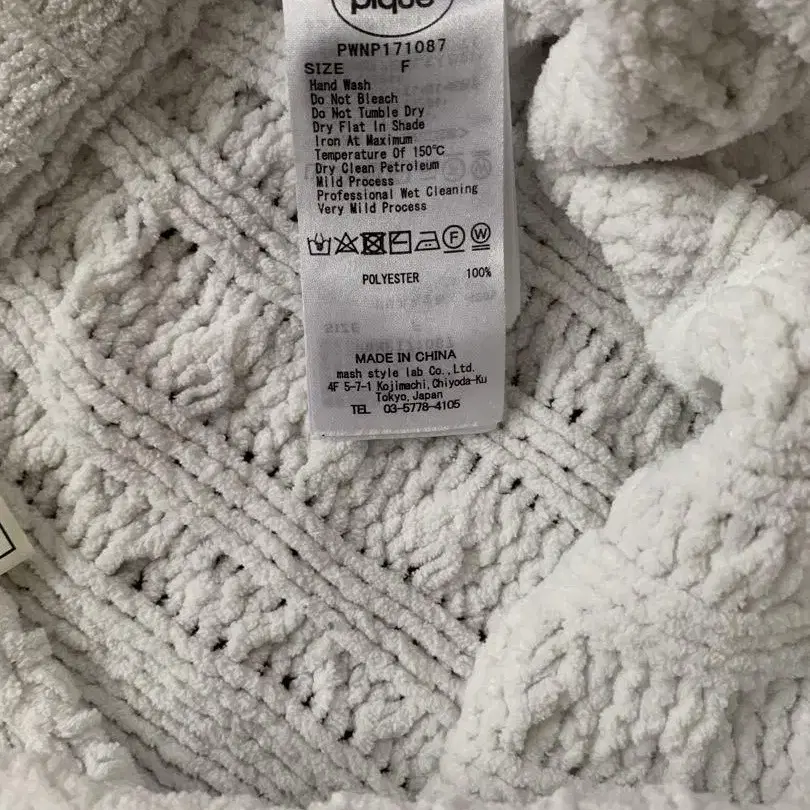 pique
PWNP171087
SIZE F
Hand Wash
Do Not Bleach
Do Not Tumble Dry
Dry Flat In Shade
Iron At Maximum
Temperature Of 150℃
Dry Clean Petroleum
Mild Process
Professional Wet Cleaning
Very Mild Process
F W
POLYESTER 100%
MADE IN CHINA
mash style lab Co.,Ltd.
4F 5-7-1 Kojimachi,Chiyoda-Ku
Tokyo,Japan
TEL 03-5778-4105